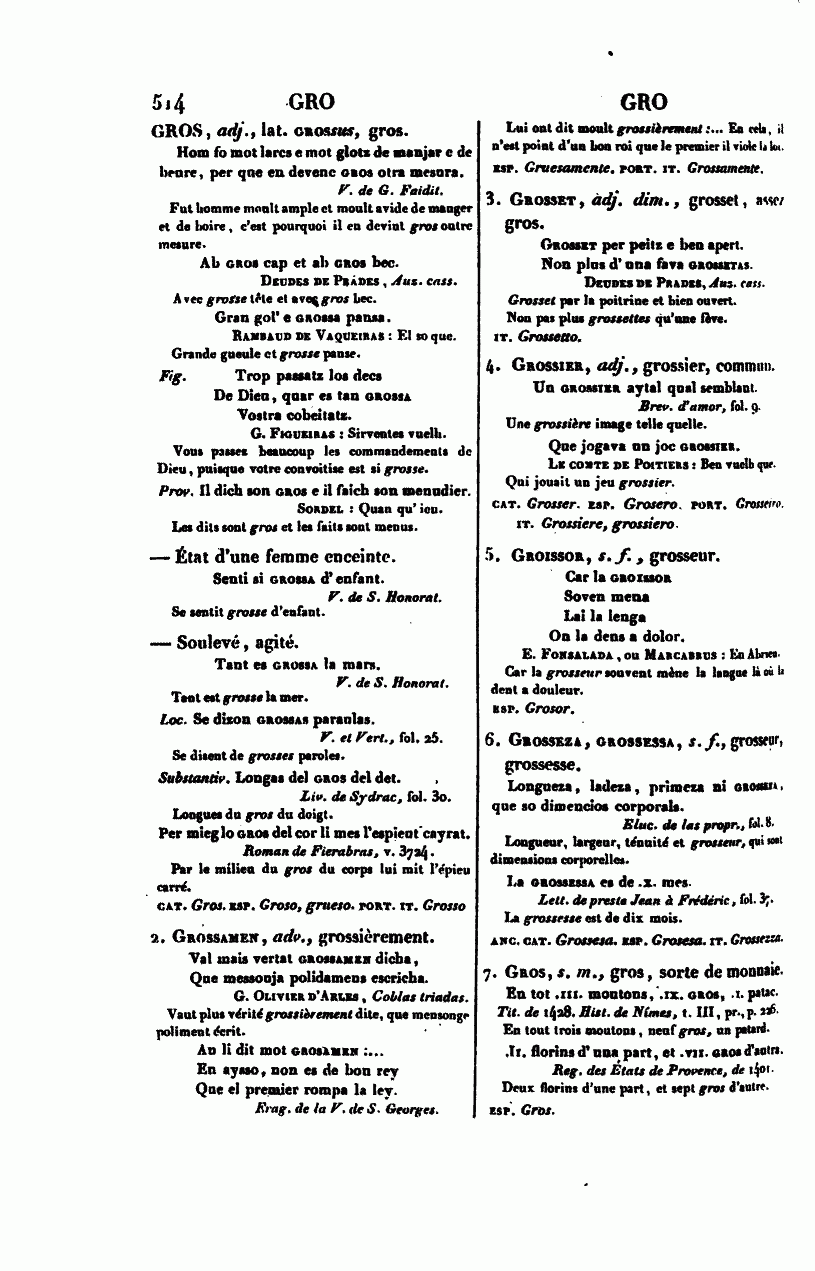 514 GRO
GROS, adj., lat. GROSSUS, gros.
Hom fo mot larcs e mot glotz de manjar e de
beure, per que en devenc GROS otra mesura.
V. de G. Faidit.
Fut homme moult ample et moult avide de manger
et de boire, c'est pourquoi il en devint gros outre
mesure.
Ab GROS cap et ab GROS bec.
DEUDES DE PRADES, Aus. cass.
Avec grosse tête et avec gros bec.
Gran gol' e GROSSA pansa.
RAMBAUD DE VAQUEIRAS : El so que.
Grande gueule et grosse panse.
Fig. Trop passatz los decs
De Dieu, quar es tan GROSSA
Vostra cobeitatz.
G. FIGUEIRAS : Sirventes vuelh.
Vous passez beaucoup les commandements de
Dieu, puisque votre convoitise est si grosse.
Prov. Il dich son GROS e il faich son menudier.
SORDEL : Quan qu' ieu.
Les dits sont gros et les faits sont menus.
— État d'une femme enceinte.
Senti si GROSSA d' enfant.
V. de S. Honorat.
Se sentit grosse d'enfant.
— Soulevé, agité.
Tant es GROSSA la mars.
V. de S. Honorat.
Tant est grosse la mer.
Loc. Se dizon GROSSAS paraulas.
V. et Vert., fol. 25.
Se disent de grosses paroles.
Substantiv. Longas del GROS del det.
Liv. de Sydrac, fol. 30.
Longues du gros du doigt.
Per mieg lo GROS del cor li mes l'espieut cayrat.
Roman de Fierabras, v. 3724.
Par le milieu du gros du corps lui mit l'épieu
carré.
CAT. Gros. ESP. Groso, grueso. PORT. IT. Grosso
2. GROSSAMEN, adv., grossièrement.
Val mais vertat GROSSAMEN dicha,
Que messonja polidamens escricha.
G. OLIVIER D'ARLES, Coblas triadas.
Vaut plus vérité grossièrement dite, que mensonge
poliment écrit.
An li dit mot GROSAMEN :...
En aysso, non es de bon rey
Que el premier rompa la ley.
Frag. de la V. de S. Georges.
GRO
Lui ont dit moult grossièrement :... En cela, il
n'est point d'un bon roi que le premier il viole la loi.
ESP. Gruesamente. PORT. IT. Grossamente.
3. GROSSET, adj. dim., grosset, assez
gros.
GROSSET per peitz e ben apert.
Non plus d' una fava GROSSETAS.
DEUDES DE PRADES, Aus. cass.
Grosset par la poitrine et bien ouvert.
Non pas plus grossettes qu'une fève.
IT. Grossetto.
4. GROSSIER, adj., grossier, commun.
Un GROSSIER aytal qual semblant.
Brev. d'amor, fol. 9.
Une grossière image telle quelle.
Que jogava un joc GROSSIER.
LE COMTE DE POITIERS : Ben vuelh que.
Qui jouait un jeu grossier.
CAT. Grosser. ESP. Grosero. PORT. Grosseiro.
IT. Grossiere, grossiero.
5. GROISSOR, s. f., grosseur.
Car la GROISSOR
Soven mena
Lai la lenga
On la dens a dolor.
E. FONSALADA, ou MARCABRUS : En Abriu.
Car la grosseur souvent mène la langue là où la
dent a douleur.
ESP. Grosor.
6. GROSSEZA, GROSSESSA, s. f., grosseur,
grossesse.
Longueza, ladeza, primeza ni GROSSEZA,
que so dimencios corporals.
Eluc. de las propr., fol. 8.
Longueur, largeur, ténuité et grosseur, qui sont
dimensions corporelles.
La GROSSESSA es de .x. mes.
Lett. de preste Jean à Frédéric, fol. 37.
La grossesse est de dix mois.
ANC. CAT. Grossesa. ESP. Grosesa. IT. Grossezza.
7. GROS, s. m., gros, sorte de monnaie.
En tot .III. moutons, .IX. GROS, .I. patac.
Tit. de 1428. Hist. de Nîmes, t. III, pr., p. 226.
En tout trois moutons, neuf gros, un patard.
.II. florins d' una part, et .VII. GROS d'autra.
Reg. des États de Provence, de 1401.
Deux florins d'une part, et sept gros d'autre.
ESP. Gros.